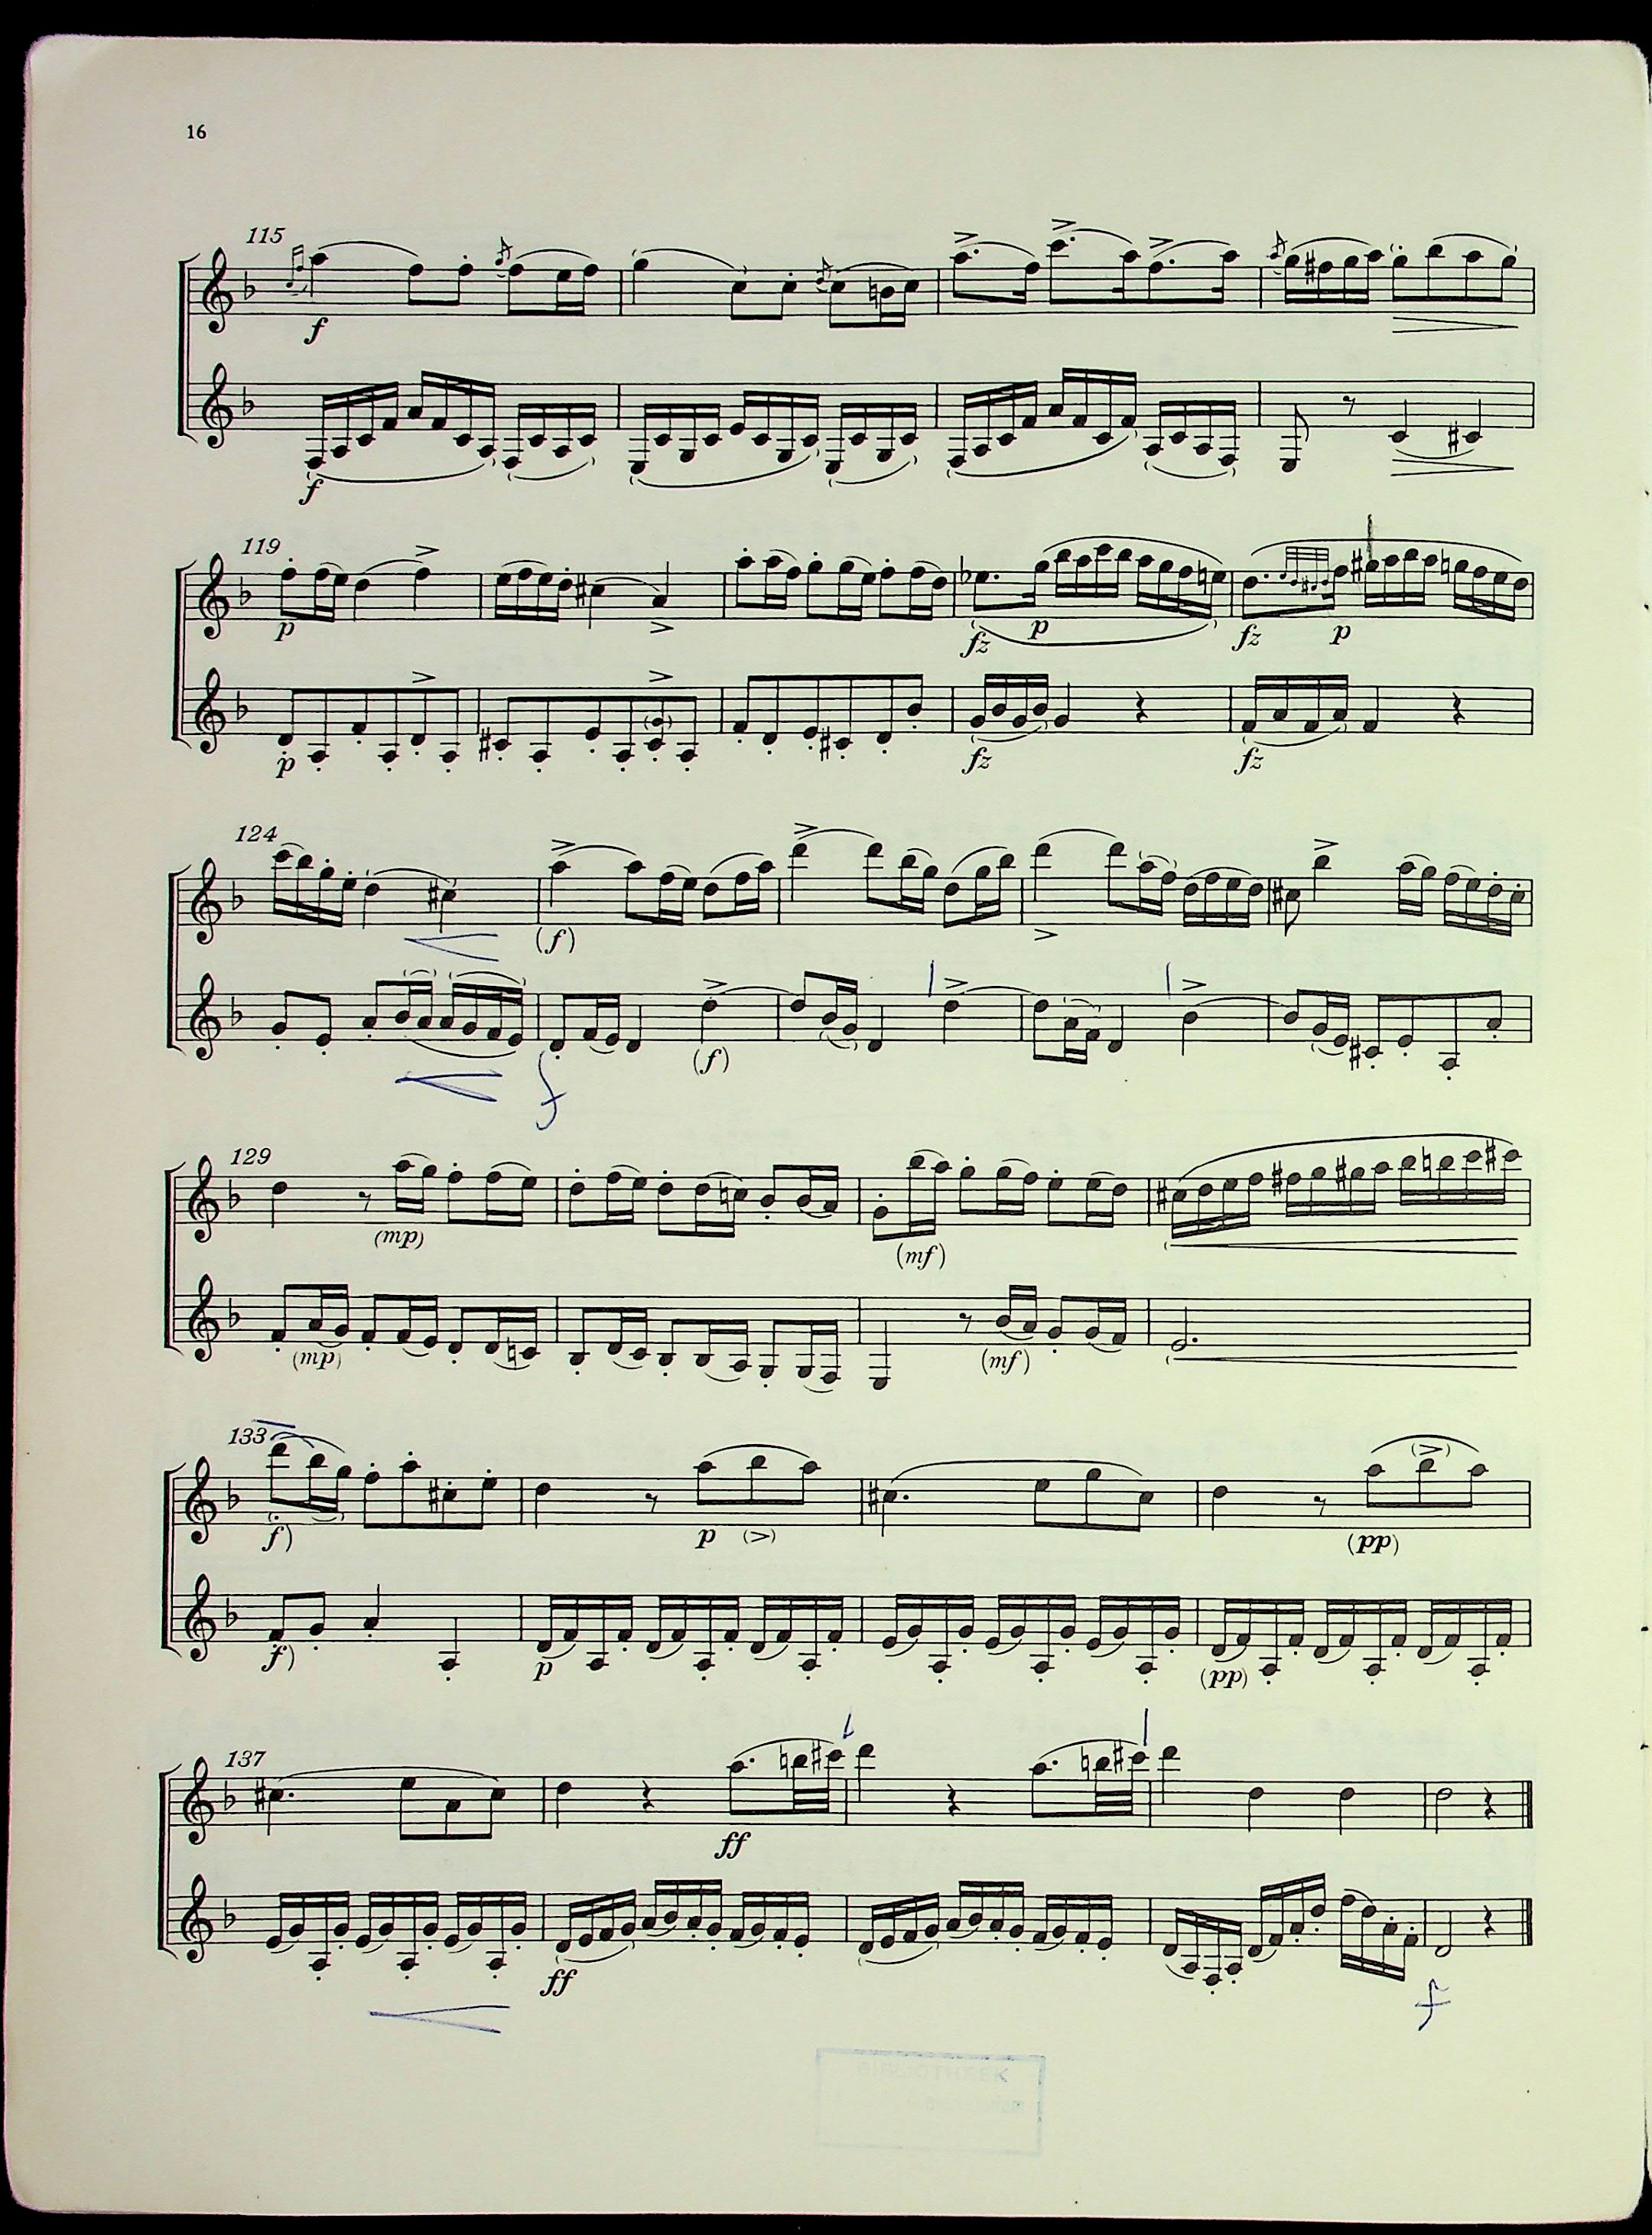 16
115
f
f
119
p fz p fz p
p fz fz
124
(f)
(f)
f
129
(mp) (mf)
(mp) (mf)
133
f) p (>) (>) (pp)
f) p (pp)
137
ff
ff
f
BIBLIOTHEEK